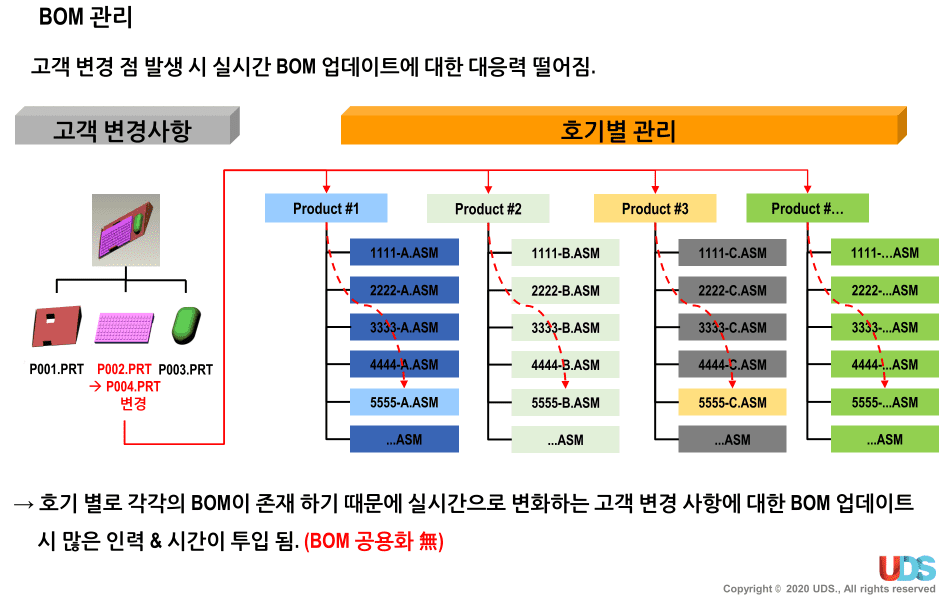 BOM 관리
고객 변경 점 발생 시 실시간 BOM 업데이트에 대한 대응력 떨어짐.
고객 변경사항
호기별 관리
Product #1
Product #2
Product #3
Product #...
1111-A.ASM
1111-B.ASM
1111-C.ASM
1111-...ASM
2222-A.ASM
2222-B.ASM
2222-C.ASM
2222-...ASM
3333-A.ASM
3333-B.ASM
3333-C.ASM
3333-...ASM
P001.PRT
P002.PRT
P003.PRT
→ P004.PRT
변경
4444-A.ASM
4444-B.ASM
4444-C.ASM
4444-...ASM
5555-A.ASM
5555-B.ASM
5555-C.ASM
5555-...ASM
...ASM
...ASM
...ASM
...ASM
→ 호기 별로 각각의 BOM이 존재 하기 때문에 실시간으로 변화하는 고객 변경 사항에 대한 BOM 업데이트
시 많은 인력 & 시간이 투입 됨. (BOM 공용화 無)
UDS
Copyright © 2020 UDS., All rights reserved